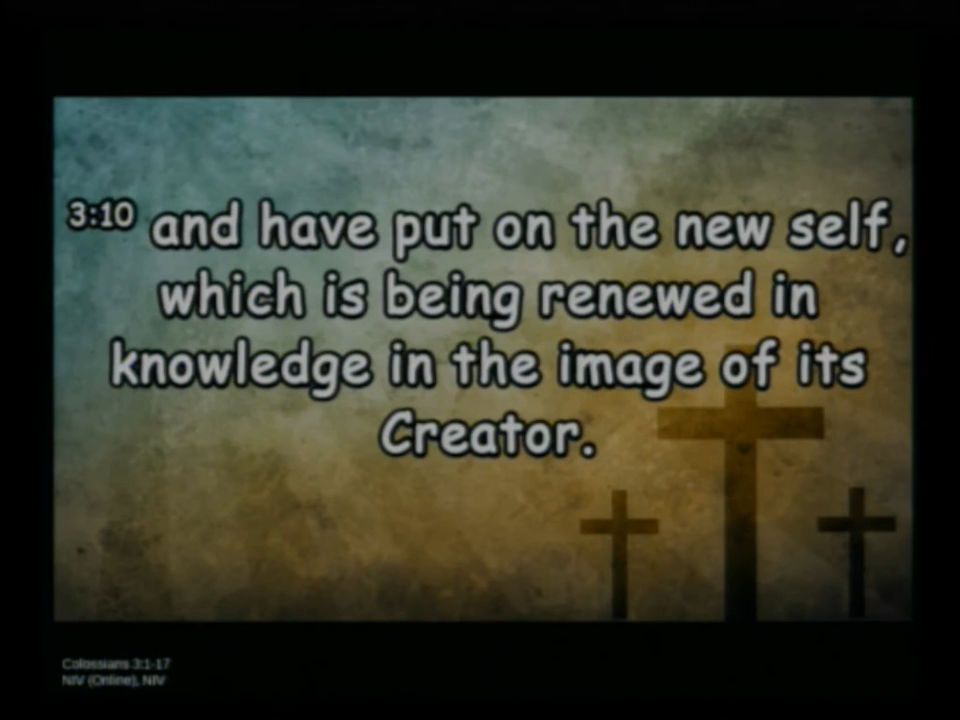 3:10 and have put on the new self,
which is being renewed in
knowledge in the image of its
Creator.
Colossians 3:1-17
NIV (Online), NIV